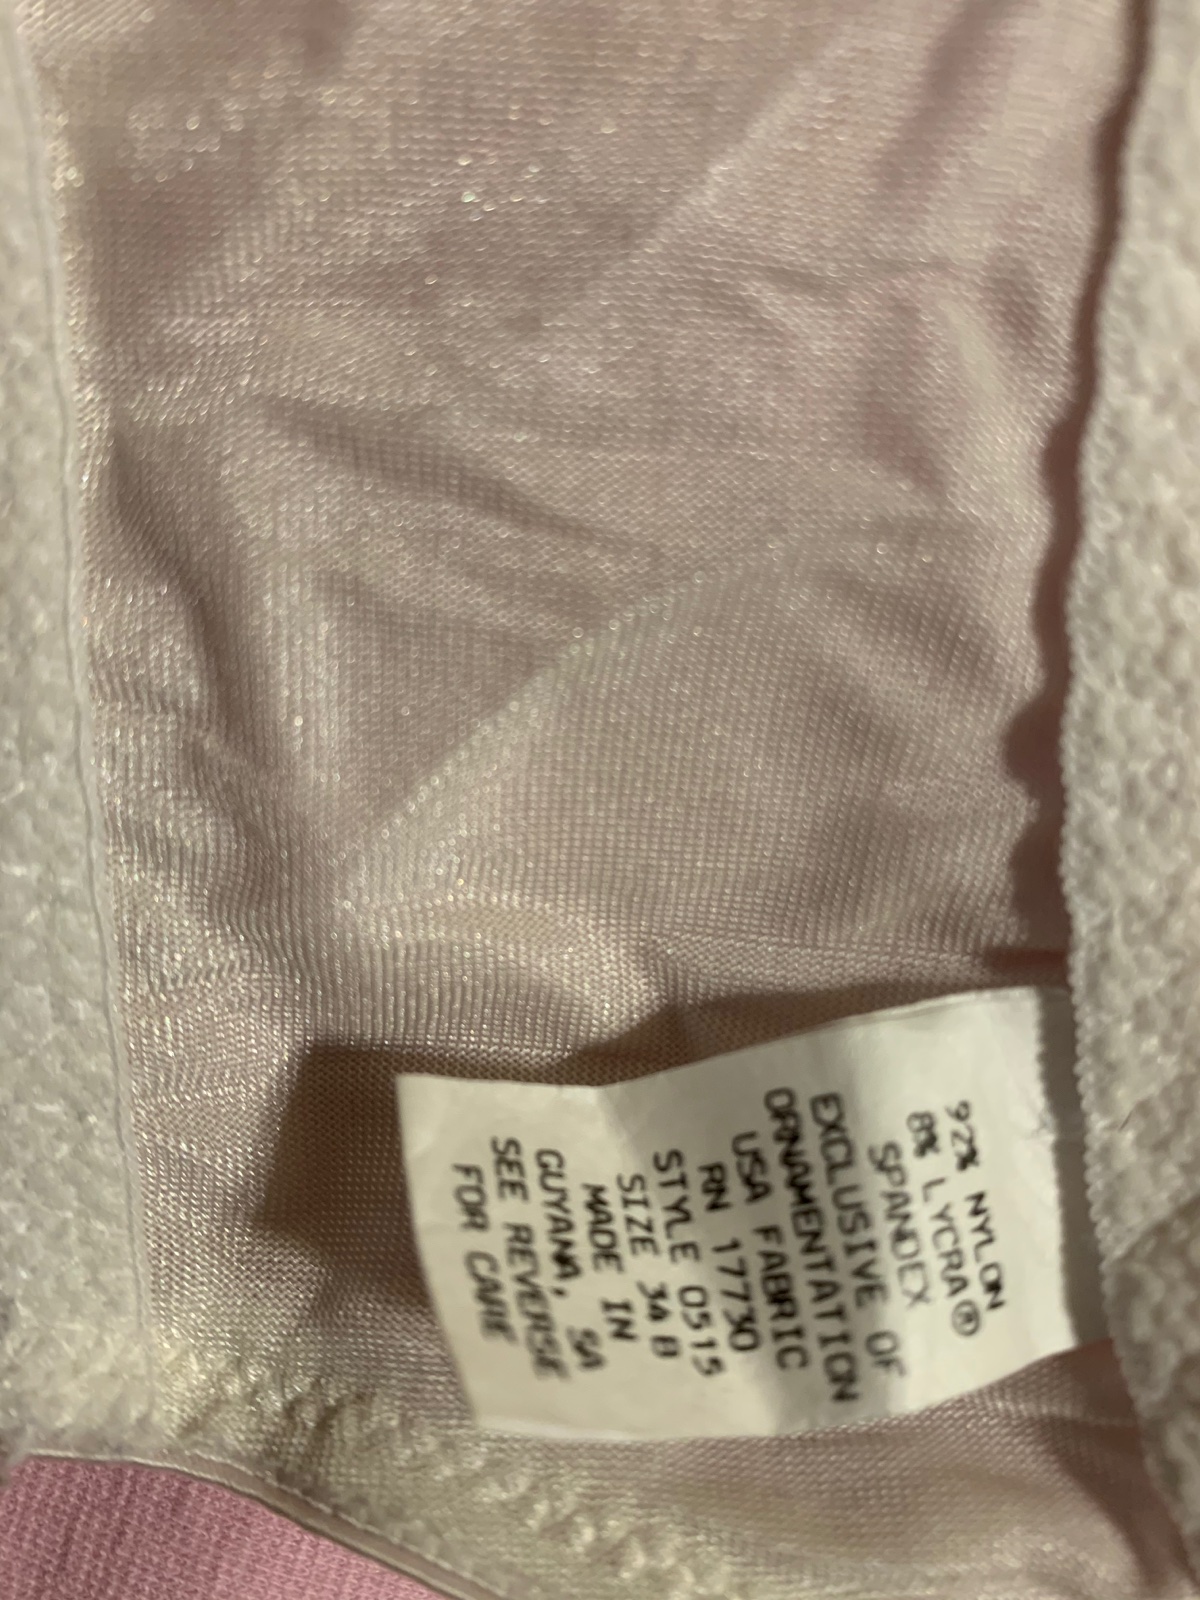 92% NYLON
8% LYCRA®
SPANDEX
EXCLUSIVE OF
ORNAMENTATION
USA FABRIC
RN 17730
STYLE 0515
SIZE 34 B
MADE IN
GUYANA, SA
SEE REVERSE
FOR CARE